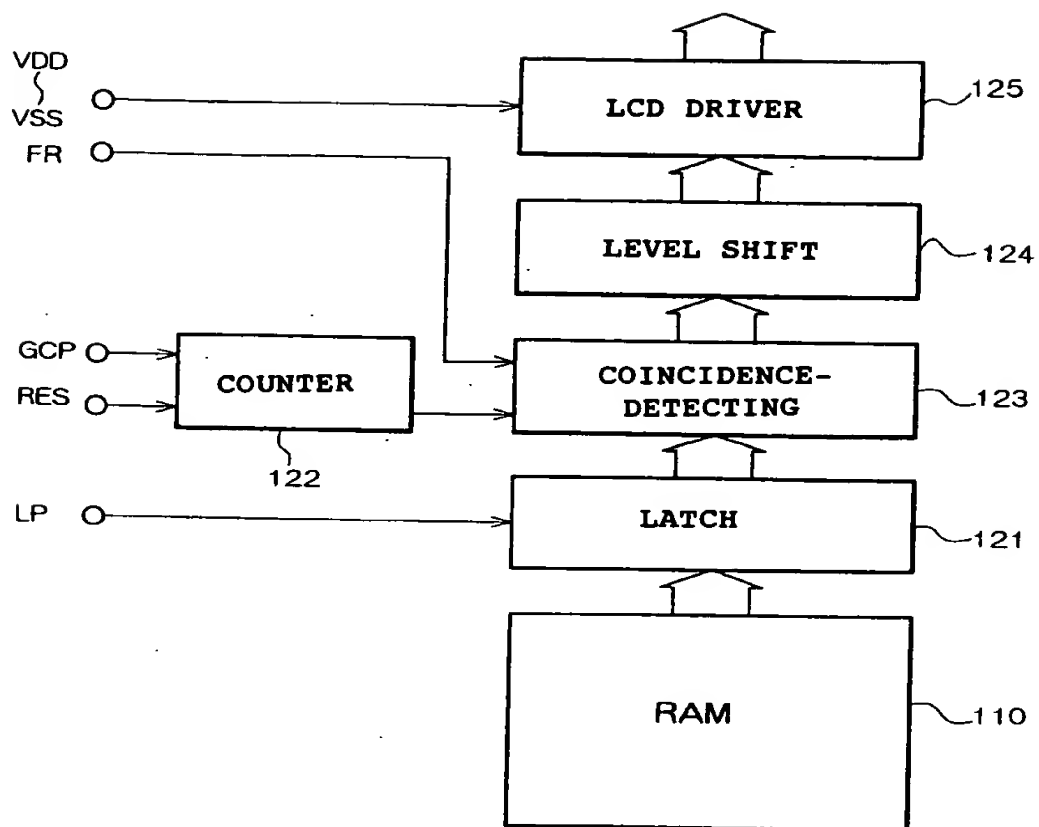 VDD
VSS
FR
LCD DRIVER
125
LEVEL SHIFT
124
GCP
RES
COUNTER
122
COINCIDENCE-
DETECTING
123
LP
LATCH
121
RAM
110